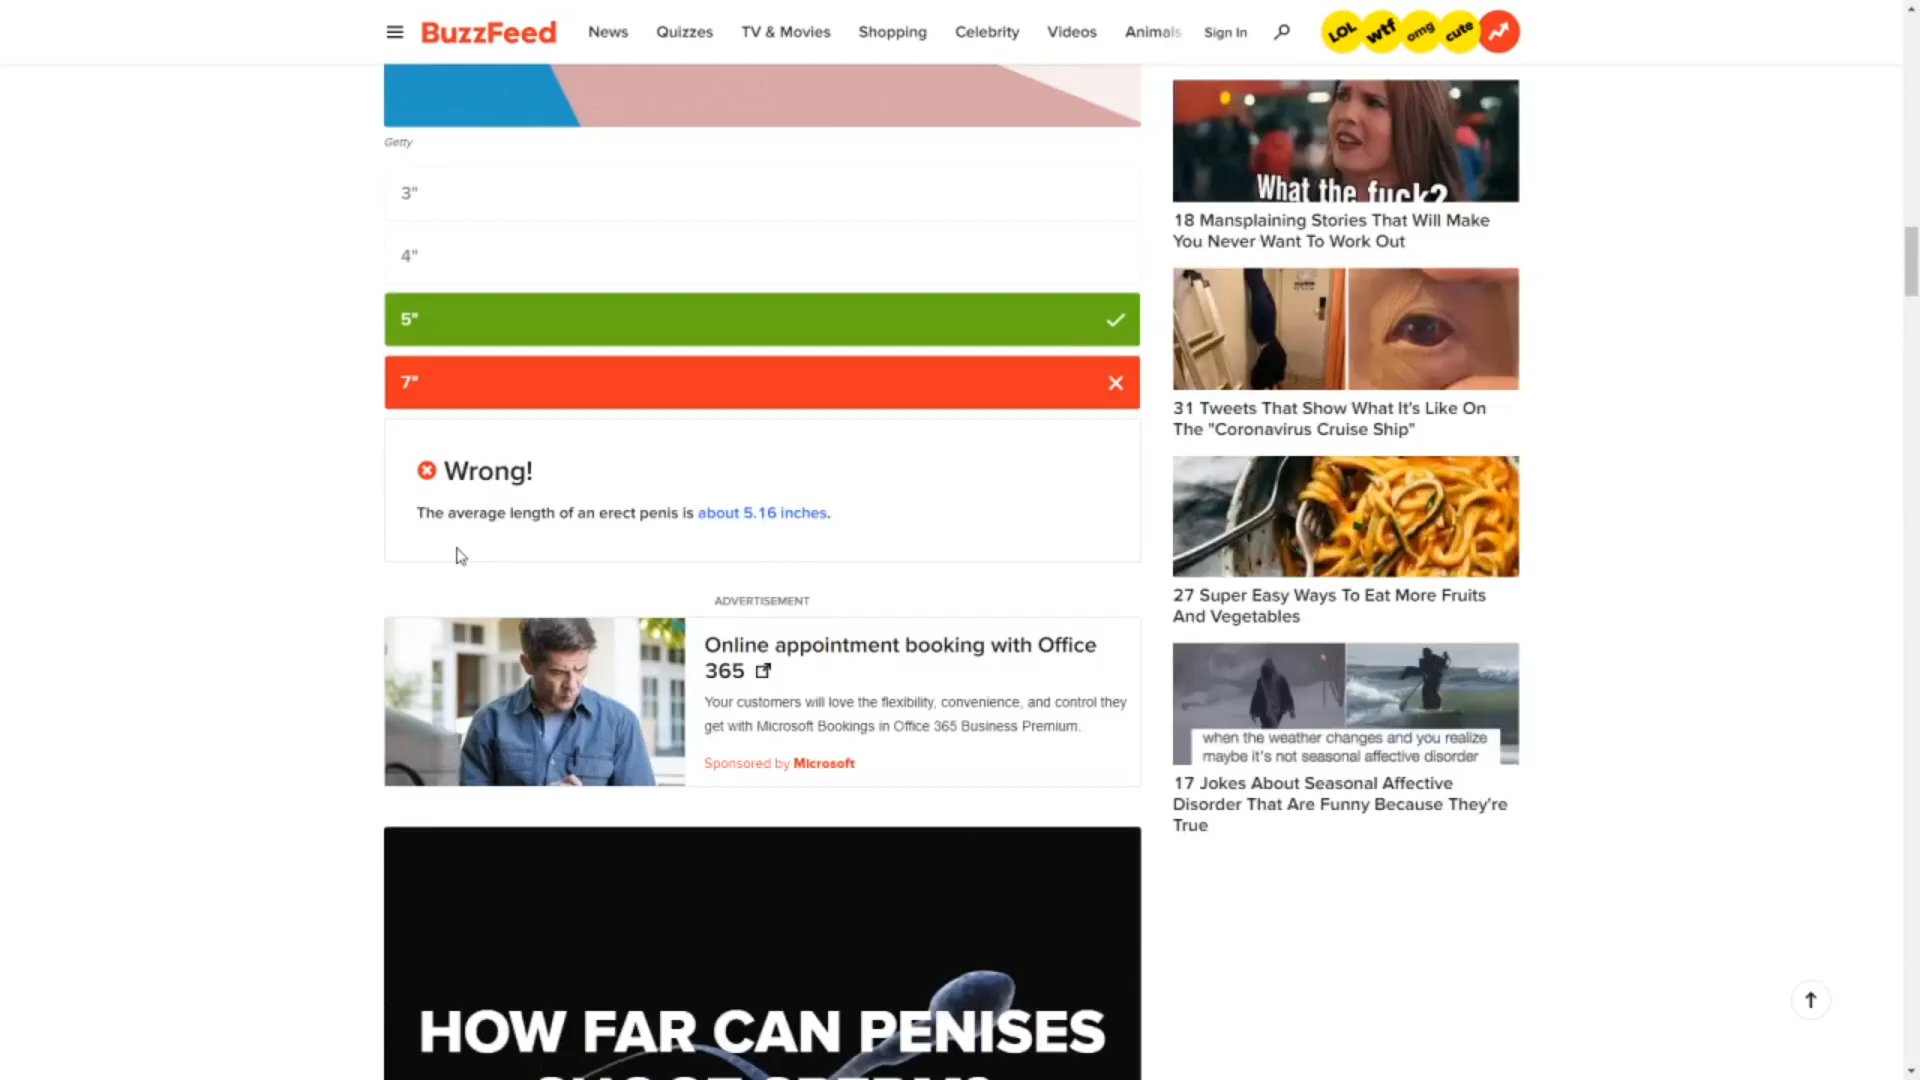 BuzzFeed
News
Quizzes
TV & Movies
Shopping
Celebrity
Videos
Animals
Sign In
LOL
wtf
omg
cute
Getty
3"
4"
5"
7"
Wrong!
The average length of an erect penis is about 5.16 inches.
ADVERTISEMENT
Online appointment booking with Office
365
Your customers will love the flexibility, convenience, and control they
get with Microsoft Bookings in Office 365 Business Premium.
Sponsored by Microsoft
HOW FAR CAN PENISES
What the fuck?
18 Mansplaining Stories That Will Make
You Never Want To Work Out
31 Tweets That Show What It's Like On
The "Coronavirus Cruise Ship"
27 Super Easy Ways To Eat More Fruits
And Vegetables
when the weather changes and you realize
maybe it's not seasonal affective disorder
17 Jokes About Seasonal Affective
Disorder That Are Funny Because They're
True